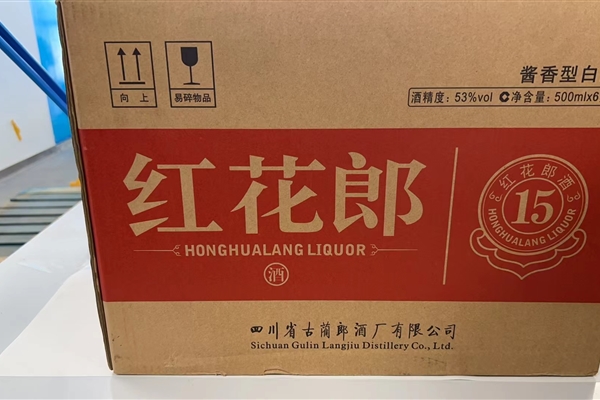 向 上
易碎物品
酱香型白
酒精度：53%vol 净含量：500mlx6
红花郎
HONGHUALANG LIQUOR
酒
红花郎酒
15
HONGHUALANG LIQUOR
四川省古蔺郎酒厂有限公司
Sichuan Gulin Langjiu Distillery Co., Ltd.